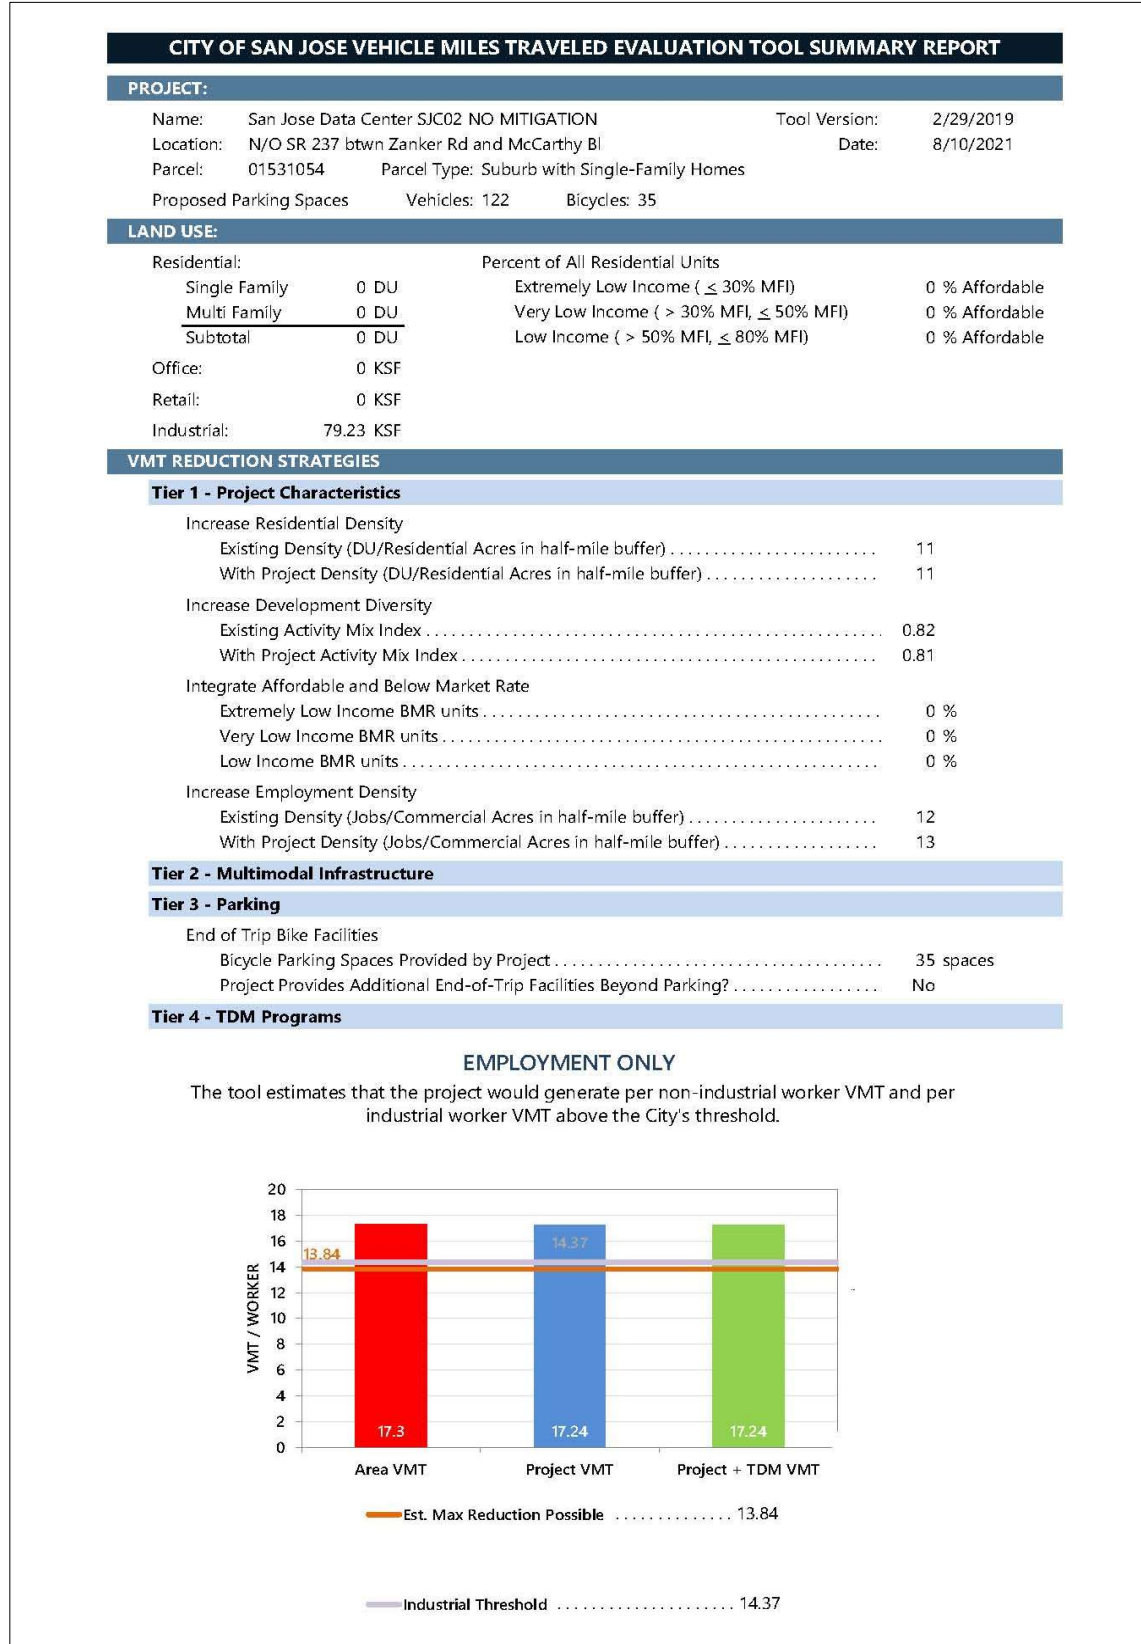 CITY OF SAN JOSE VEHICLE MILES TRAVELED EVALUATION TOOL SUMMARY REPORT
PROJECT:
Name: San Jose Data Center SJC02 NO MITIGATION Tool Version: 2/29/2019
Location: N/O SR 237 btwn Zanker Rd and McCarthy Bl Date: 8/10/2021
Parcel: 01531054 Parcel Type: Suburb with Single-Family Homes
Proposed Parking Spaces Vehicles: 122 Bicycles: 35
LAND USE:
Residential: Percent of All Residential Units
Single Family 0 DU Extremely Low Income ( ≤ 30% MFI) 0 % Affordable
Multi Family 0 DU Very Low Income ( > 30% MFI, ≤ 50% MFI) 0 % Affordable
Subtotal 0 DU Low Income ( > 50% MFI, ≤ 80% MFI) 0 % Affordable
Office: 0 KSF
Retail: 0 KSF
Industrial: 79.23 KSF
VMT REDUCTION STRATEGIES
Tier 1 - Project Characteristics
Increase Residential Density
Existing Density (DU/Residential Acres in half-mile buffer) . . . . . . . . . . . . . . . . . . . . . . . . 11
With Project Density (DU/Residential Acres in half-mile buffer) . . . . . . . . . . . . . . . . . . . . 11
Increase Development Diversity
Existing Activity Mix Index . . . . . . . . . . . . . . . . . . . . . . . . . . . . . . . . . . . . . . . . . . . . . . . . . . . . . 0.82
With Project Activity Mix Index . . . . . . . . . . . . . . . . . . . . . . . . . . . . . . . . . . . . . . . . . . . . . . . . 0.81
Integrate Affordable and Below Market Rate
Extremely Low Income BMR units . . . . . . . . . . . . . . . . . . . . . . . . . . . . . . . . . . . . . . . . . . . . . . 0 %
Very Low Income BMR units . . . . . . . . . . . . . . . . . . . . . . . . . . . . . . . . . . . . . . . . . . . . . . . . . . . 0 %
Low Income BMR units . . . . . . . . . . . . . . . . . . . . . . . . . . . . . . . . . . . . . . . . . . . . . . . . . . . . . . . 0 %
Increase Employment Density
Existing Density (Jobs/Commercial Acres in half-mile buffer) . . . . . . . . . . . . . . . . . . . . . . 12
With Project Density (Jobs/Commercial Acres in half-mile buffer) . . . . . . . . . . . . . . . . . . 13
Tier 2 - Multimodal Infrastructure
Tier 3 - Parking
End of Trip Bike Facilities
Bicycle Parking Spaces Provided by Project . . . . . . . . . . . . . . . . . . . . . . . . . . . . . . . . . . . . . . 35 spaces
Project Provides Additional End-of-Trip Facilities Beyond Parking? . . . . . . . . . . . . . . . . . No
Tier 4 - TDM Programs
EMPLOYMENT ONLY
The tool estimates that the project would generate per non-industrial worker VMT and per
industrial worker VMT above the City's threshold.
VMT / WORKER
20
18
16
14
12
10
8
6
4
2
0
13.84
14.37
17.3 17.24 17.24
Area VMT Project VMT Project + TDM VMT
Est. Max Reduction Possible . . . . . . . . . . . . . . 13.84
Industrial Threshold . . . . . . . . . . . . . . . . . . . . . 14.37